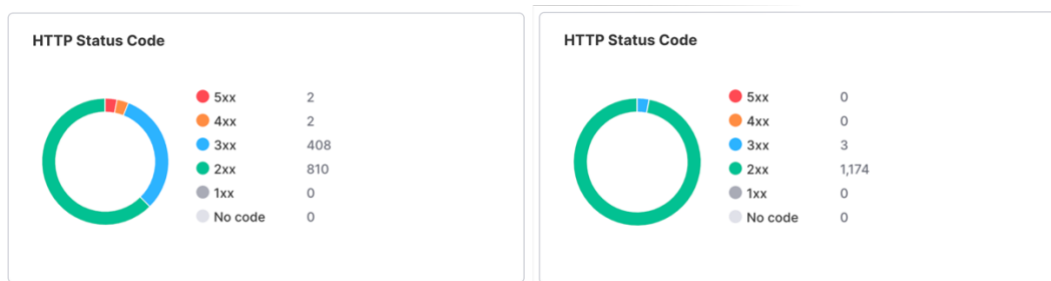 HTTP Status Code
5xx 2
4xx 2
3xx 408
2xx 810
1xx 0
No code 0
HTTP Status Code
5xx 0
4xx 0
3xx 3
2xx 1,174
1xx 0
No code 0